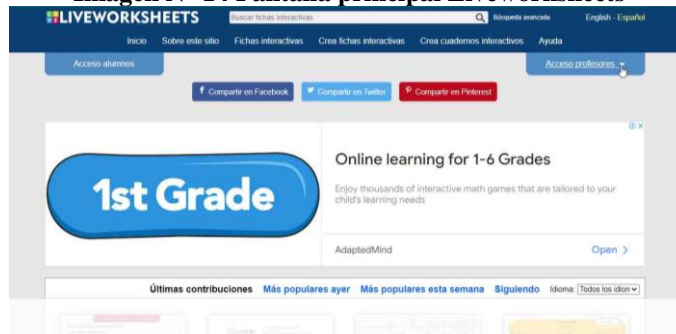 Imagen N° 14 Pantalla principal Liveworksheets
LIVEWORKSHEETS
Buscar fichas interactivas
Búsqueda avanzada
English - Español
Inicio Sobre este sitio Fichas interactivas Crea fichas interactivas Crea cuadernos interactivos Ayuda
Acceso alumnos
Acceso profesores
Compartir en Facebook Compartir en Twitter Compartir en Pinterest
1st Grade
Online learning for 1-6 Grades
Enjoy thousands of interactive math games that are tailored to your
child's learning needs
AdaptedMind
Open >
Últimas contribuciones Más populares ayer Más populares esta semana Siguiendo Idioma: Todos los idion